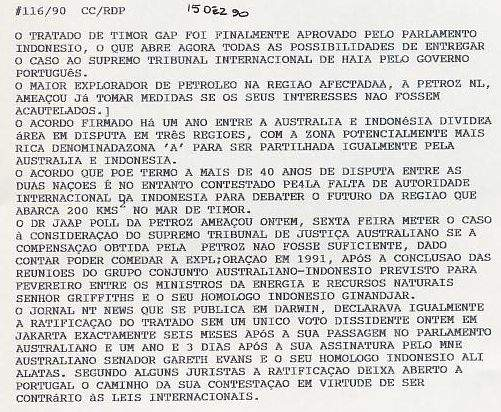 #116/90 CC/RDP 15 DEZ 90
O TRATADO DE TIMOR GAP FOI FINALMENTE APROVADO PELO PARLAMENTO
INDONESIO, O QUE ABRE AGORA TODAS AS POSSIBILIDADES DE ENTREGAR
O CASO AO SUPREMO TRIBUNAL INTERNACIONAL DE HAIA PELO GOVERNO
PORTUGUêS.
O MAIOR EXPLORADOR DE PETROLEO NA REGIAO AFECTADAA, A PETROZ NL,
AMEAÇOU Já TOMAR MEDIDAS SE OS SEUS INTERESSES NAO FOSSEM
ACAUTELADOS.]
O ACORDO FIRMADO Há UM ANO ENTRE A AUSTRALIA E INDONéSIA DIVIDEA
áREA EM DISPUTA EM TRêS REGIOES, COM A ZONA POTENCIALMENTE MAIS
RICA DENOMINADAZONA 'A' PARA SER PARTILHADA IGUALMENTE PELA
AUSTRALIA E INDONESIA.
O ACORDO QUE POE TERMO A MAIS DE 40 ANOS DE DISPUTA ENTRE AS
DUAS NAÇOES É NO ENTANTO CONTESTADO PE4LA FALTA DE AUTORIDADE
INTERNACIONAL DA INDONESIA PARA DEBATER O FUTURO DA REGIAO QUE
ABARCA 200 KMS² NO MAR DE TIMOR.
O DR JAAP POLL DA PETROZ AMEAÇOU ONTEM, SEXTA FEIRA METER O CASO
à CONSIDERAÇAO DO SUPREMO TRIBUNAL DE JUSTIÇA AUSTRALIANO SE A
COMPENSAÇAO OBTIDA PELA PETROZ NAO FOSSE SUFICIENTE, DADO
CONTAR PODER COMEDAR A EXPL;ORAÇAO EM 1991, APóS A CONCLUSAO DAS
REUNIOES DO GRUPO CONJUNTO AUSTRALIANO-INDONESIO PREVISTO PARA
FEVEREIRO ENTRE OS MINISTROS DA ENERGIA E RECURSOS NATURAIS
SENHOR GRIFFITHS E O SEU HOMOLOGO INDONESIO GINANDJAR.
O JORNAL NT NEWS QUE SE PUBLICA EM DARWIN, DECLARAVA IGUALMENTE
A RATIFICAÇAO DO TRATADO SEM UM UNICO VOTO DISSIDENTE ONTEM EM
JAKARTA EXACTAMENTE SEIS MESES APóS A SUA PASSAGEM NO PARLAMENTO
AUSTRALIANO E UM ANO E 3 DIAS APóS A SUA ASSINATURA PELO MNE
AUSTRALIANO SENADOR GARETH EVANS E O SEU HOMOLOGO INDONESIO ALI
ALATAS. SEGUNDO ALGUNS JURISTAS A RATIFICAÇAO DEIXA ABERTO A
PORTUGAL O CAMINHO DA SUA CONTESTAÇAO EM VIRTUDE DE SER
CONTRáRIO àS LEIS INTERNACIONAIS.